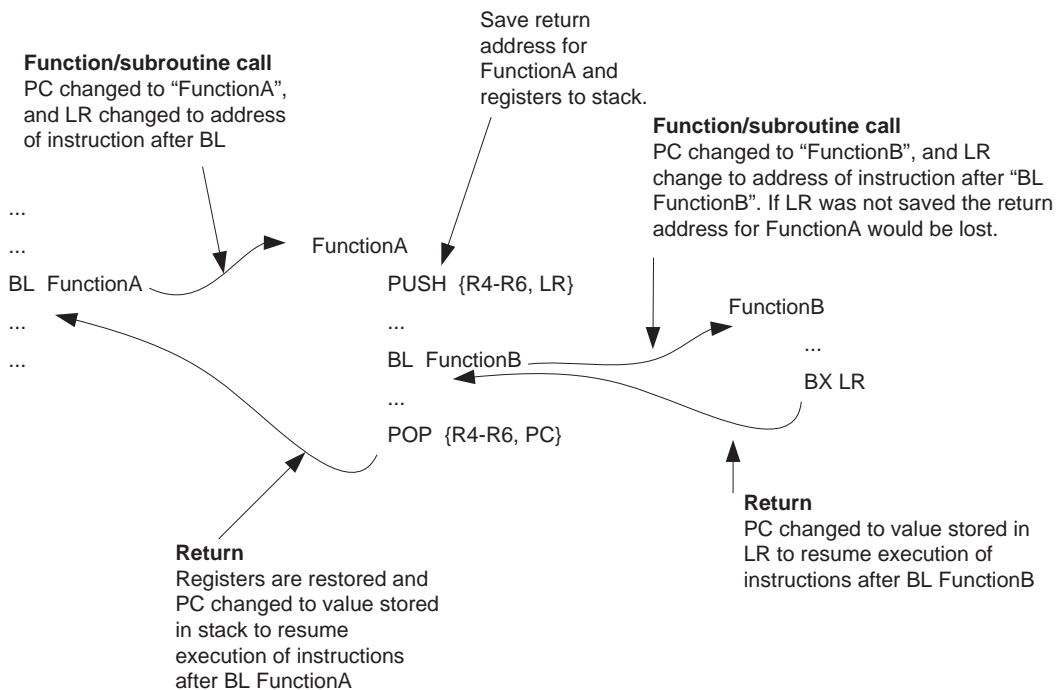 Save return
address for
FunctionA and
registers to stack.
Function/subroutine call
PC changed to “FunctionA”,
and LR changed to address
of instruction after BL
Function/subroutine call
PC changed to “FunctionB”, and LR
change to address of instruction after “BL
FunctionB”. If LR was not saved the return
address for FunctionA would be lost.
...
...
BL FunctionA
...
...
FunctionA
PUSH {R4-R6, LR}
...
BL FunctionB
...
POP {R4-R6, PC}
FunctionB
...
BX LR
Return
PC changed to value stored in
LR to resume execution of
instructions after BL FunctionB
Return
Registers are restored and
PC changed to value stored
in stack to resume
execution of instructions
after BL FunctionA